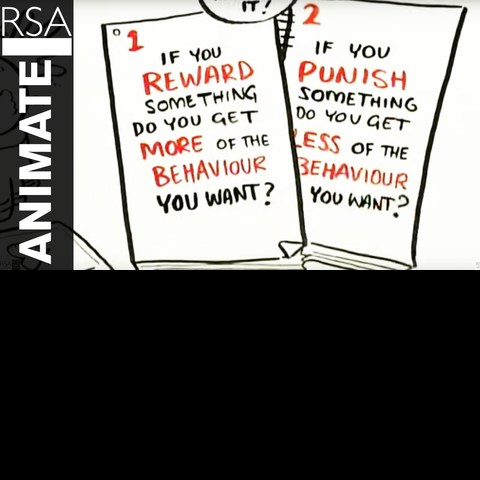 RSA
ANIMATE
IT!
1
IF YOU
REWARD
SOMETHING
DO YOU GET
MORE OF THE
BEHAVIOUR
YOU WANT?
2
IF YOU
PUNISH
SOMETHING
DO YOU GET
LESS OF THE
BEHAVIOUR
YOU WANT?